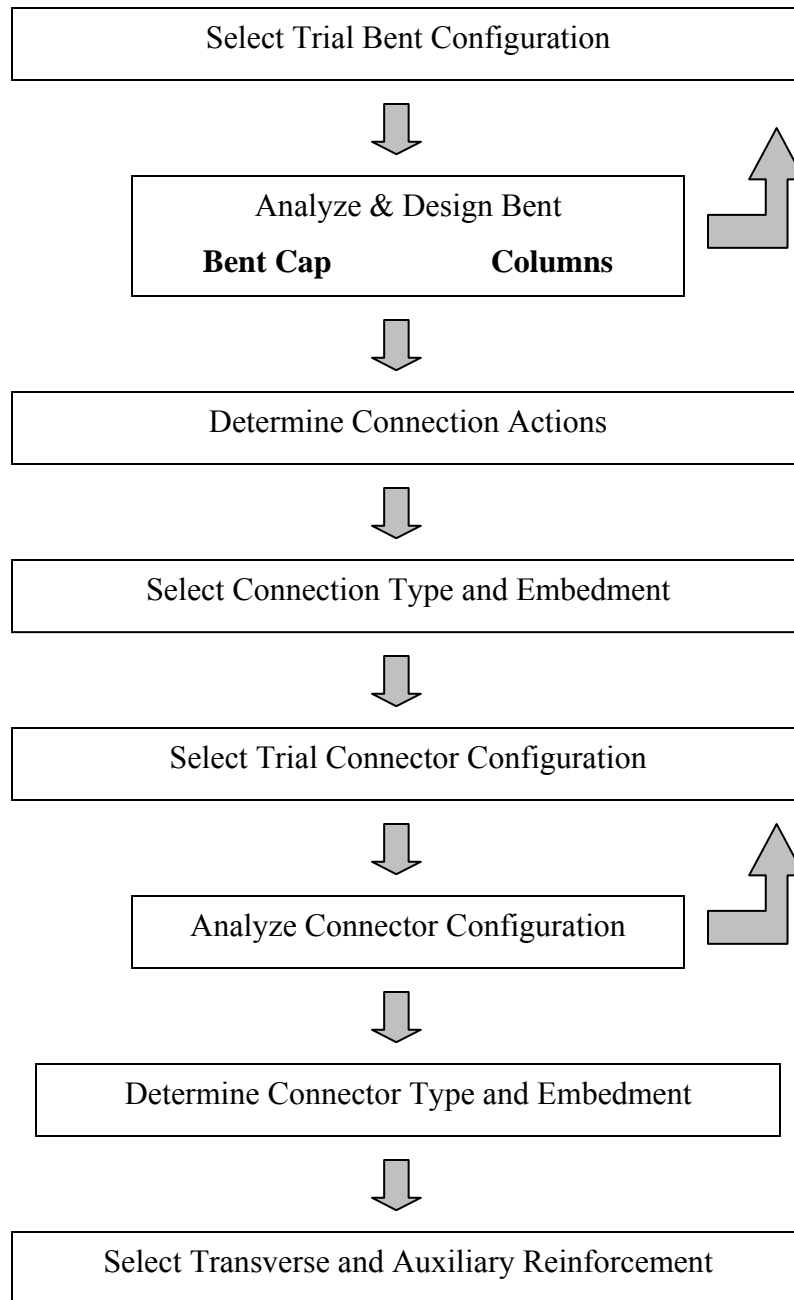 Select Trial Bent Configuration
Analyze & Design Bent
Bent Cap Columns
Determine Connection Actions
Select Connection Type and Embedment
Select Trial Connector Configuration
Analyze Connector Configuration
Determine Connector Type and Embedment
Select Transverse and Auxiliary Reinforcement